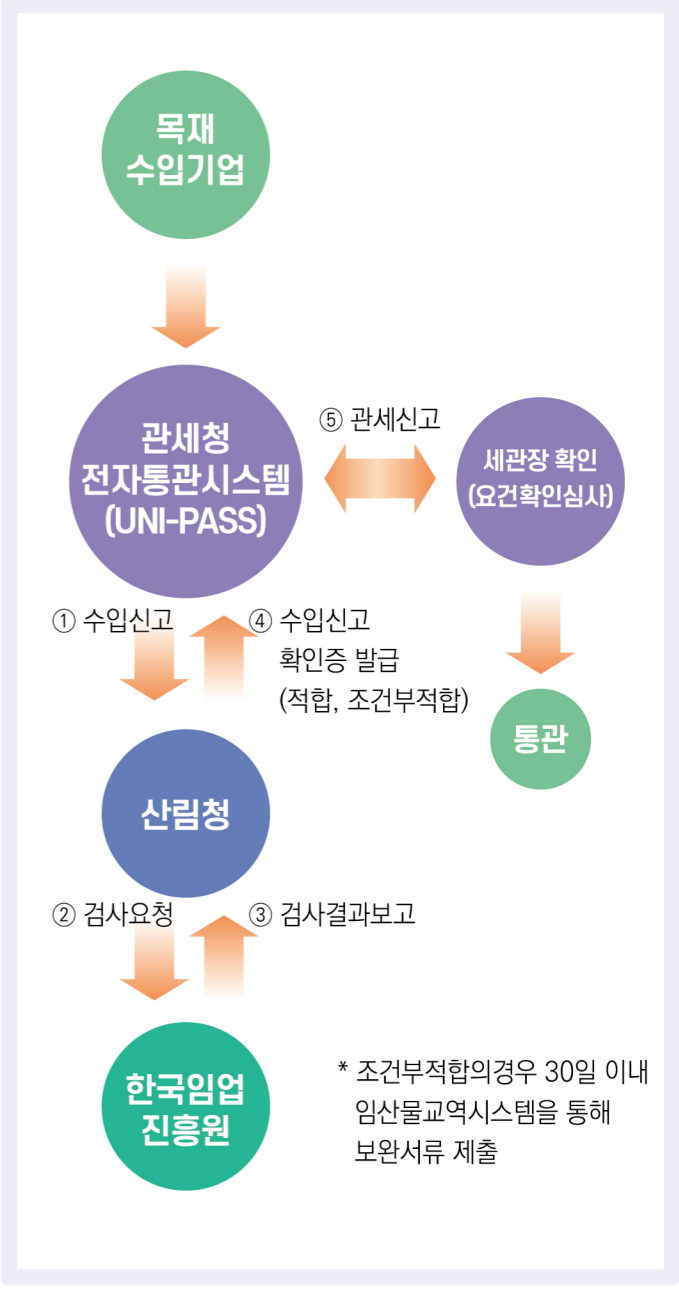 목재
수입기업
관세청
전자통관시스템
(UNI-PASS)
⑤ 관세신고
세관장 확인
(요건확인심사)
① 수입신고
④ 수입신고
확인증 발급
(적합, 조건부적합)
통관
산림청
② 검사요청
③ 검사결과보고
한국임업
진흥원
* 조건부적합의경우 30일 이내
임산물교역시스템을 통해
보완서류 제출